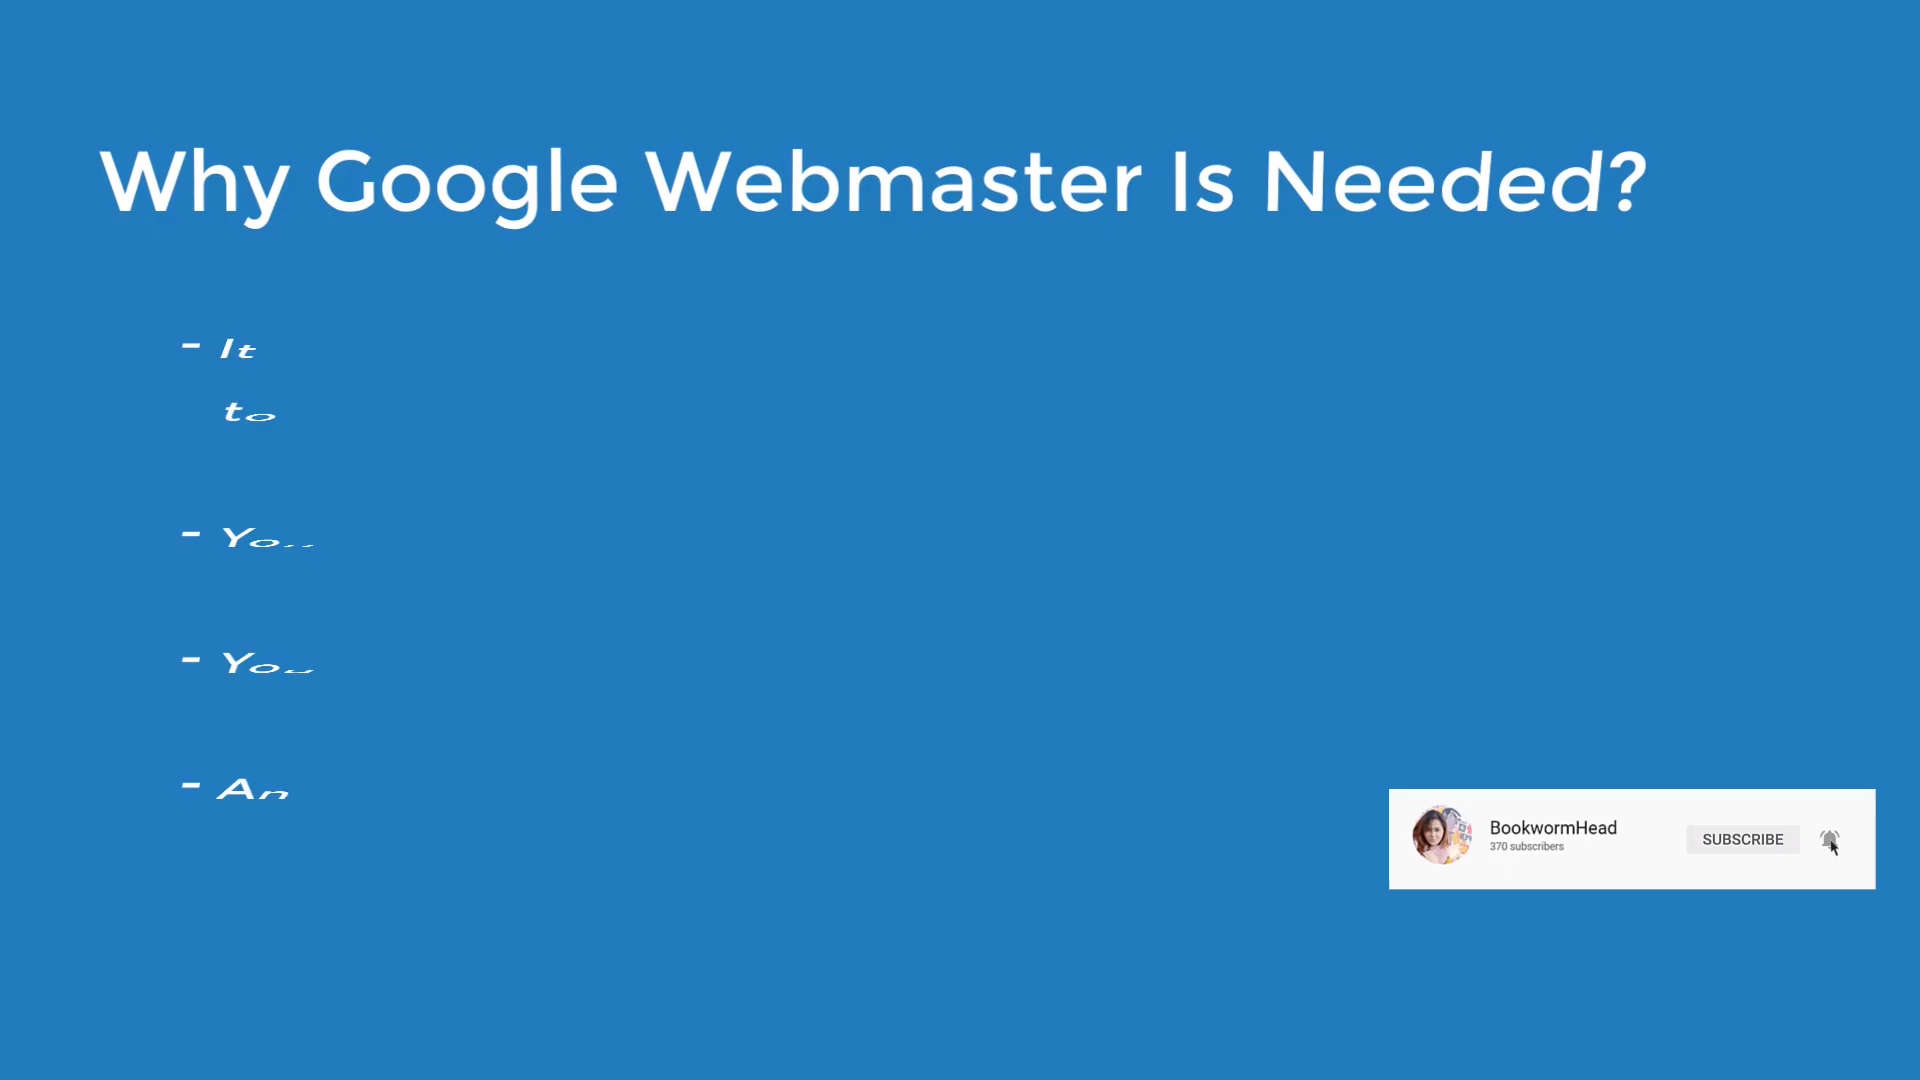 Why Google Webmaster Is Needed?
- It
to
- You
- You
- An
BookwormHead
370 subscribers
SUBSCRIBE